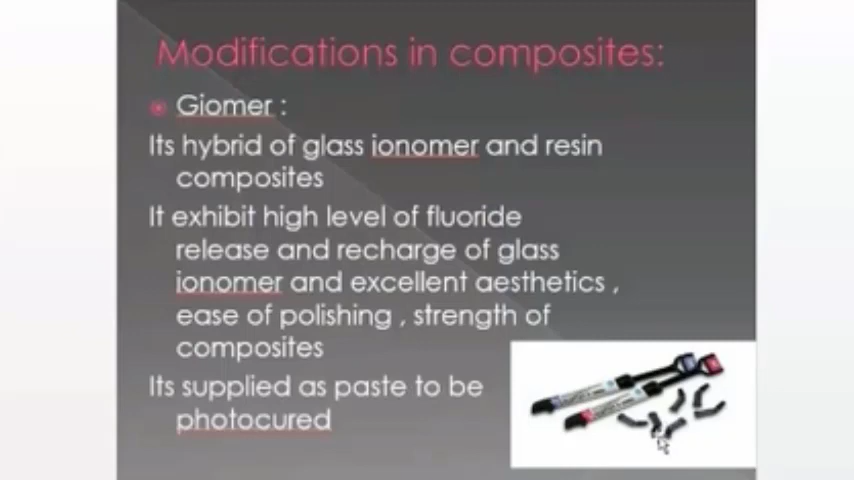 Modifications in composites:
Giomer :
Its hybrid of glass ionomer and resin
composites
It exhibit high level of fluoride
release and recharge of glass
ionomer and excellent aesthetics ,
ease of polishing , strength of
composites
Its supplied as paste to be
photocured